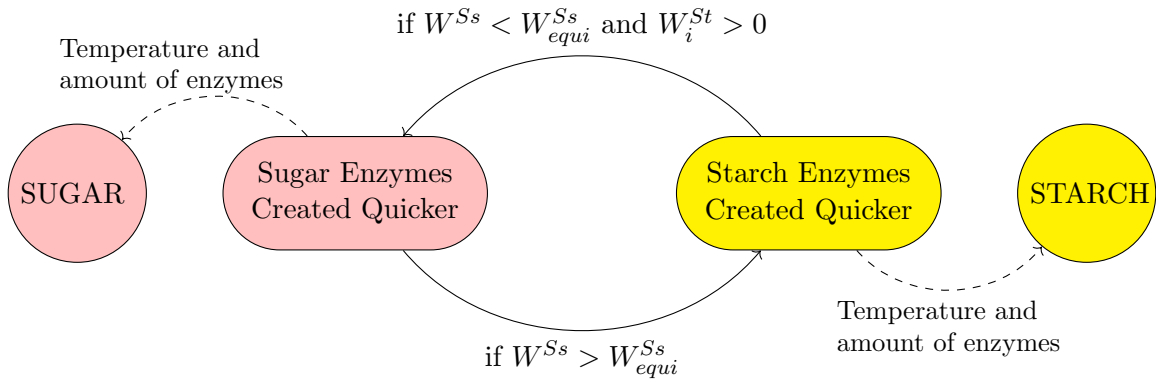 if $W^{Ss} < W^{Ss}_{equi}$ and $W^{St}_{i} > 0$
Temperature and
amount of enzymes
SUGAR
Sugar Enzymes
Created Quicker
Starch Enzymes
Created Quicker
STARCH
Temperature and
amount of enzymes
if $W^{Ss} > W^{Ss}_{equi}$